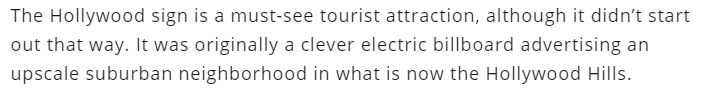 The Hollywood sign is a must-see tourist attraction, although it didn’t start
out that way. It was originally a clever electric billboard advertising an
upscale suburban neighborhood in what is now the Hollywood Hills.